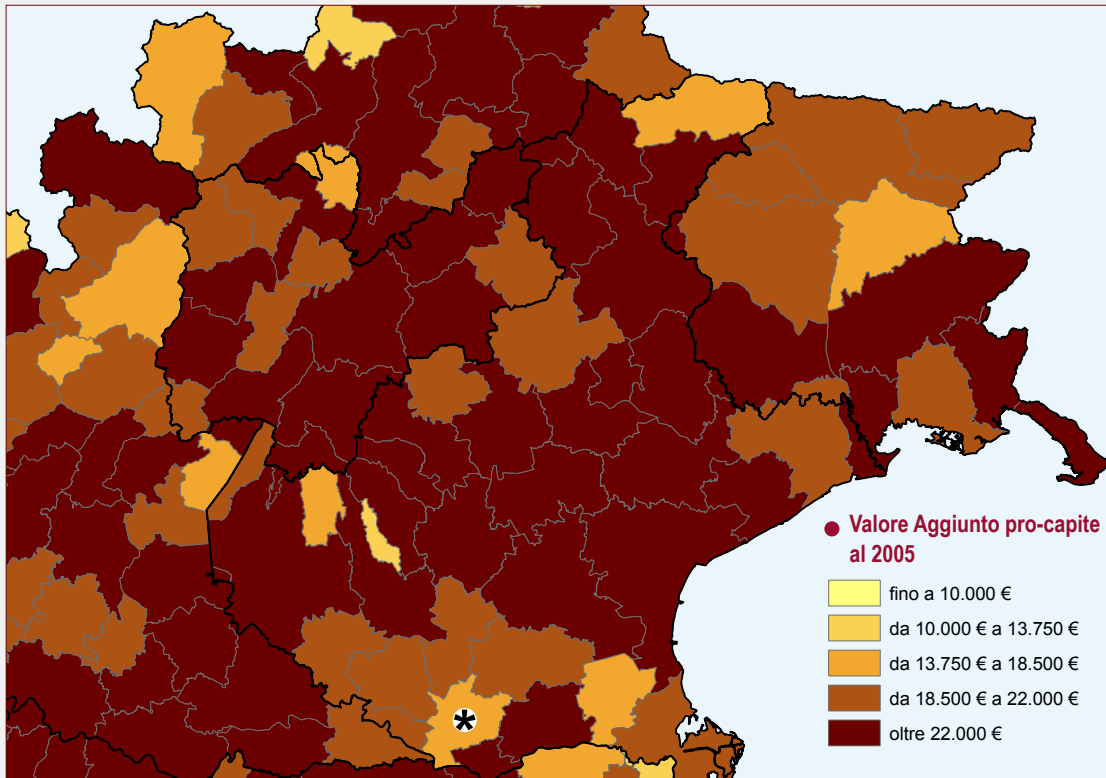 Valore Aggiunto pro-capite
al 2005
fino a 10.000 €
da 10.000 € a 13.750 €
da 13.750 € a 18.500 €
da 18.500 € a 22.000 €
oltre 22.000 €
*